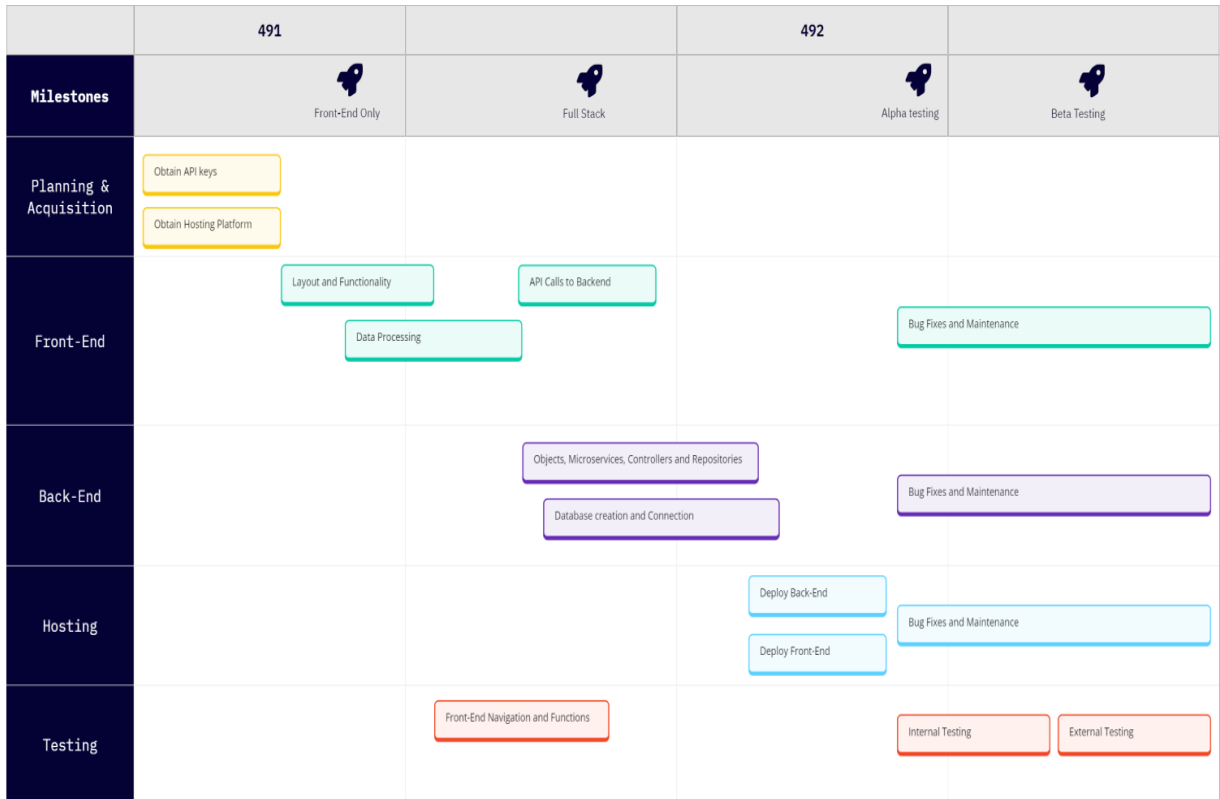 491
492
Milestones
Front-End Only
Full Stack
Alpha testing
Beta Testing
Planning &
Acquisition
Obtain API keys
Obtain Hosting Platform
Front-End
Layout and Functionality
API Calls to Backend
Data Processing
Bug Fixes and Maintenance
Back-End
Objects, Microservices, Controllers and Repositories
Database creation and Connection
Bug Fixes and Maintenance
Hosting
Deploy Back-End
Deploy Front-End
Bug Fixes and Maintenance
Testing
Front-End Navigation and Functions
Internal Testing
External Testing